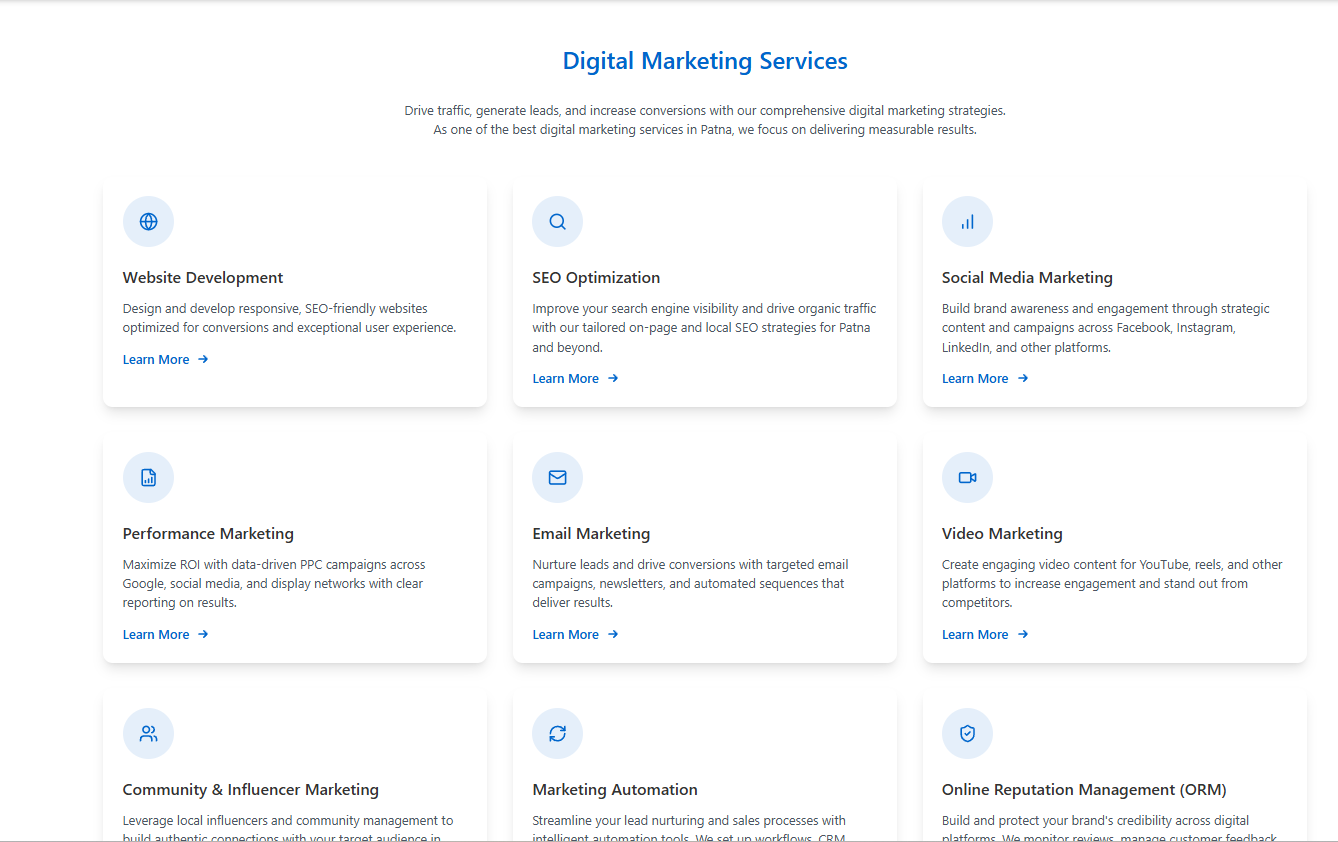 Digital Marketing Services
Drive traffic, generate leads, and increase conversions with our comprehensive digital marketing strategies.
As one of the best digital marketing services in Patna, we focus on delivering measurable results.
Website Development
Design and develop responsive, SEO-friendly websites
optimized for conversions and exceptional user experience.
Learn More
SEO Optimization
Improve your search engine visibility and drive organic traffic
with our tailored on-page and local SEO strategies for Patna
and beyond.
Learn More
Social Media Marketing
Build brand awareness and engagement through strategic
content and campaigns across Facebook, Instagram,
LinkedIn, and other platforms.
Learn More
Performance Marketing
Maximize ROI with data-driven PPC campaigns across
Google, social media, and display networks with clear
reporting on results.
Learn More
Email Marketing
Nurture leads and drive conversions with targeted email
campaigns, newsletters, and automated sequences that
deliver results.
Learn More
Video Marketing
Create engaging video content for YouTube, reels, and other
platforms to increase engagement and stand out from
competitors.
Learn More
Community & Influencer Marketing
Leverage local influencers and community management to
build authentic connections with your target audience in
Marketing Automation
Streamline your lead nurturing and sales processes with
intelligent automation tools. We set up workflows, CRM
Online Reputation Management (ORM)
Build and protect your brand's credibility across digital
platforms. We monitor reviews, manage customer feedback